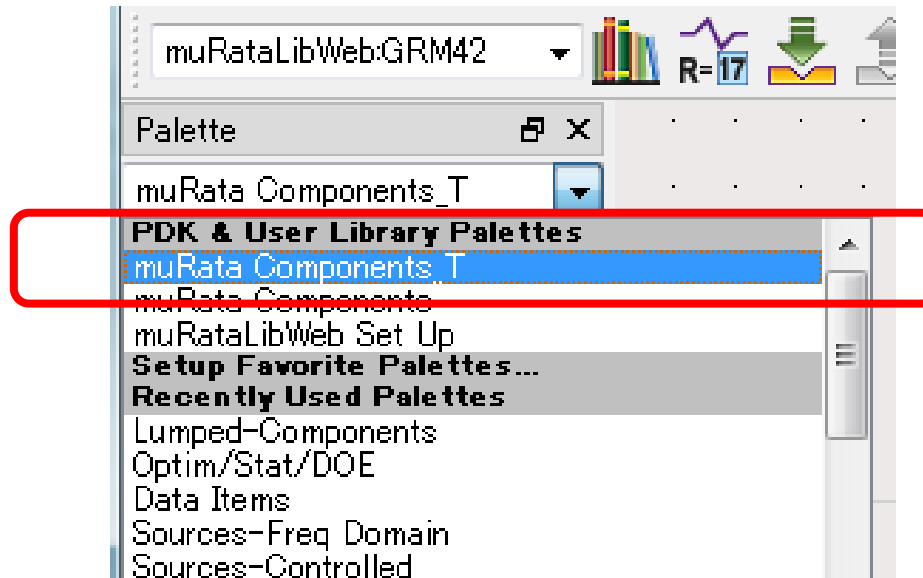 muRataLibWeb:GRM42
R=17
Palette
muRata Components_T
PDK & User Library Palettes
muRata Components_T
muRata Components
muRataLibWeb Set Up
Setup Favorite Palettes...
Recently Used Palettes
Lumped-Components
Optim/Stat/DOE
Data Items
Sources-Freq Domain
Sources-Controlled